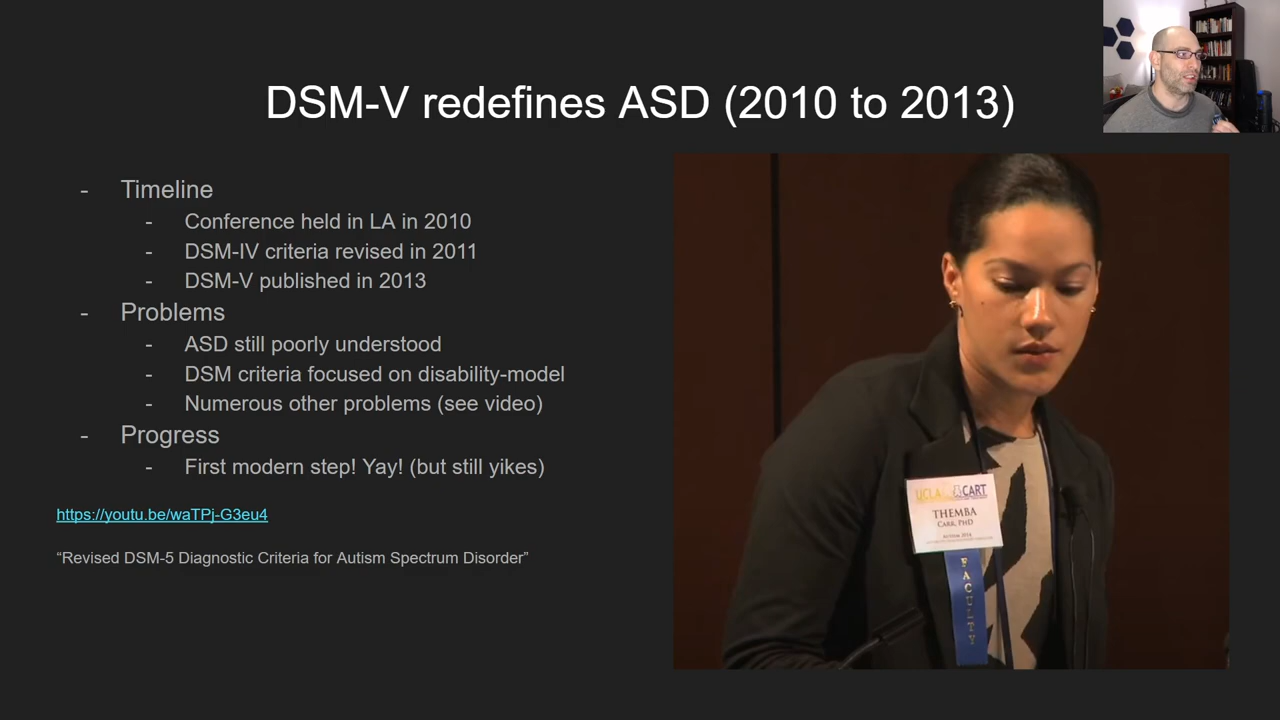 DSM-V redefines ASD (2010 to 2013)
- Timeline
- Conference held in LA in 2010
- DSM-IV criteria revised in 2011
- DSM-V published in 2013
- Problems
- ASD still poorly understood
- DSM criteria focused on disability-model
- Numerous other problems (see video)
- Progress
- First modern step! Yay! (but still yikes)
https://youtu.be/waTPj-G3eu4
“Revised DSM-5 Diagnostic Criteria for Autism Spectrum Disorder”
UCLA CART
THEMBA
CARR, PHD
FACULTY